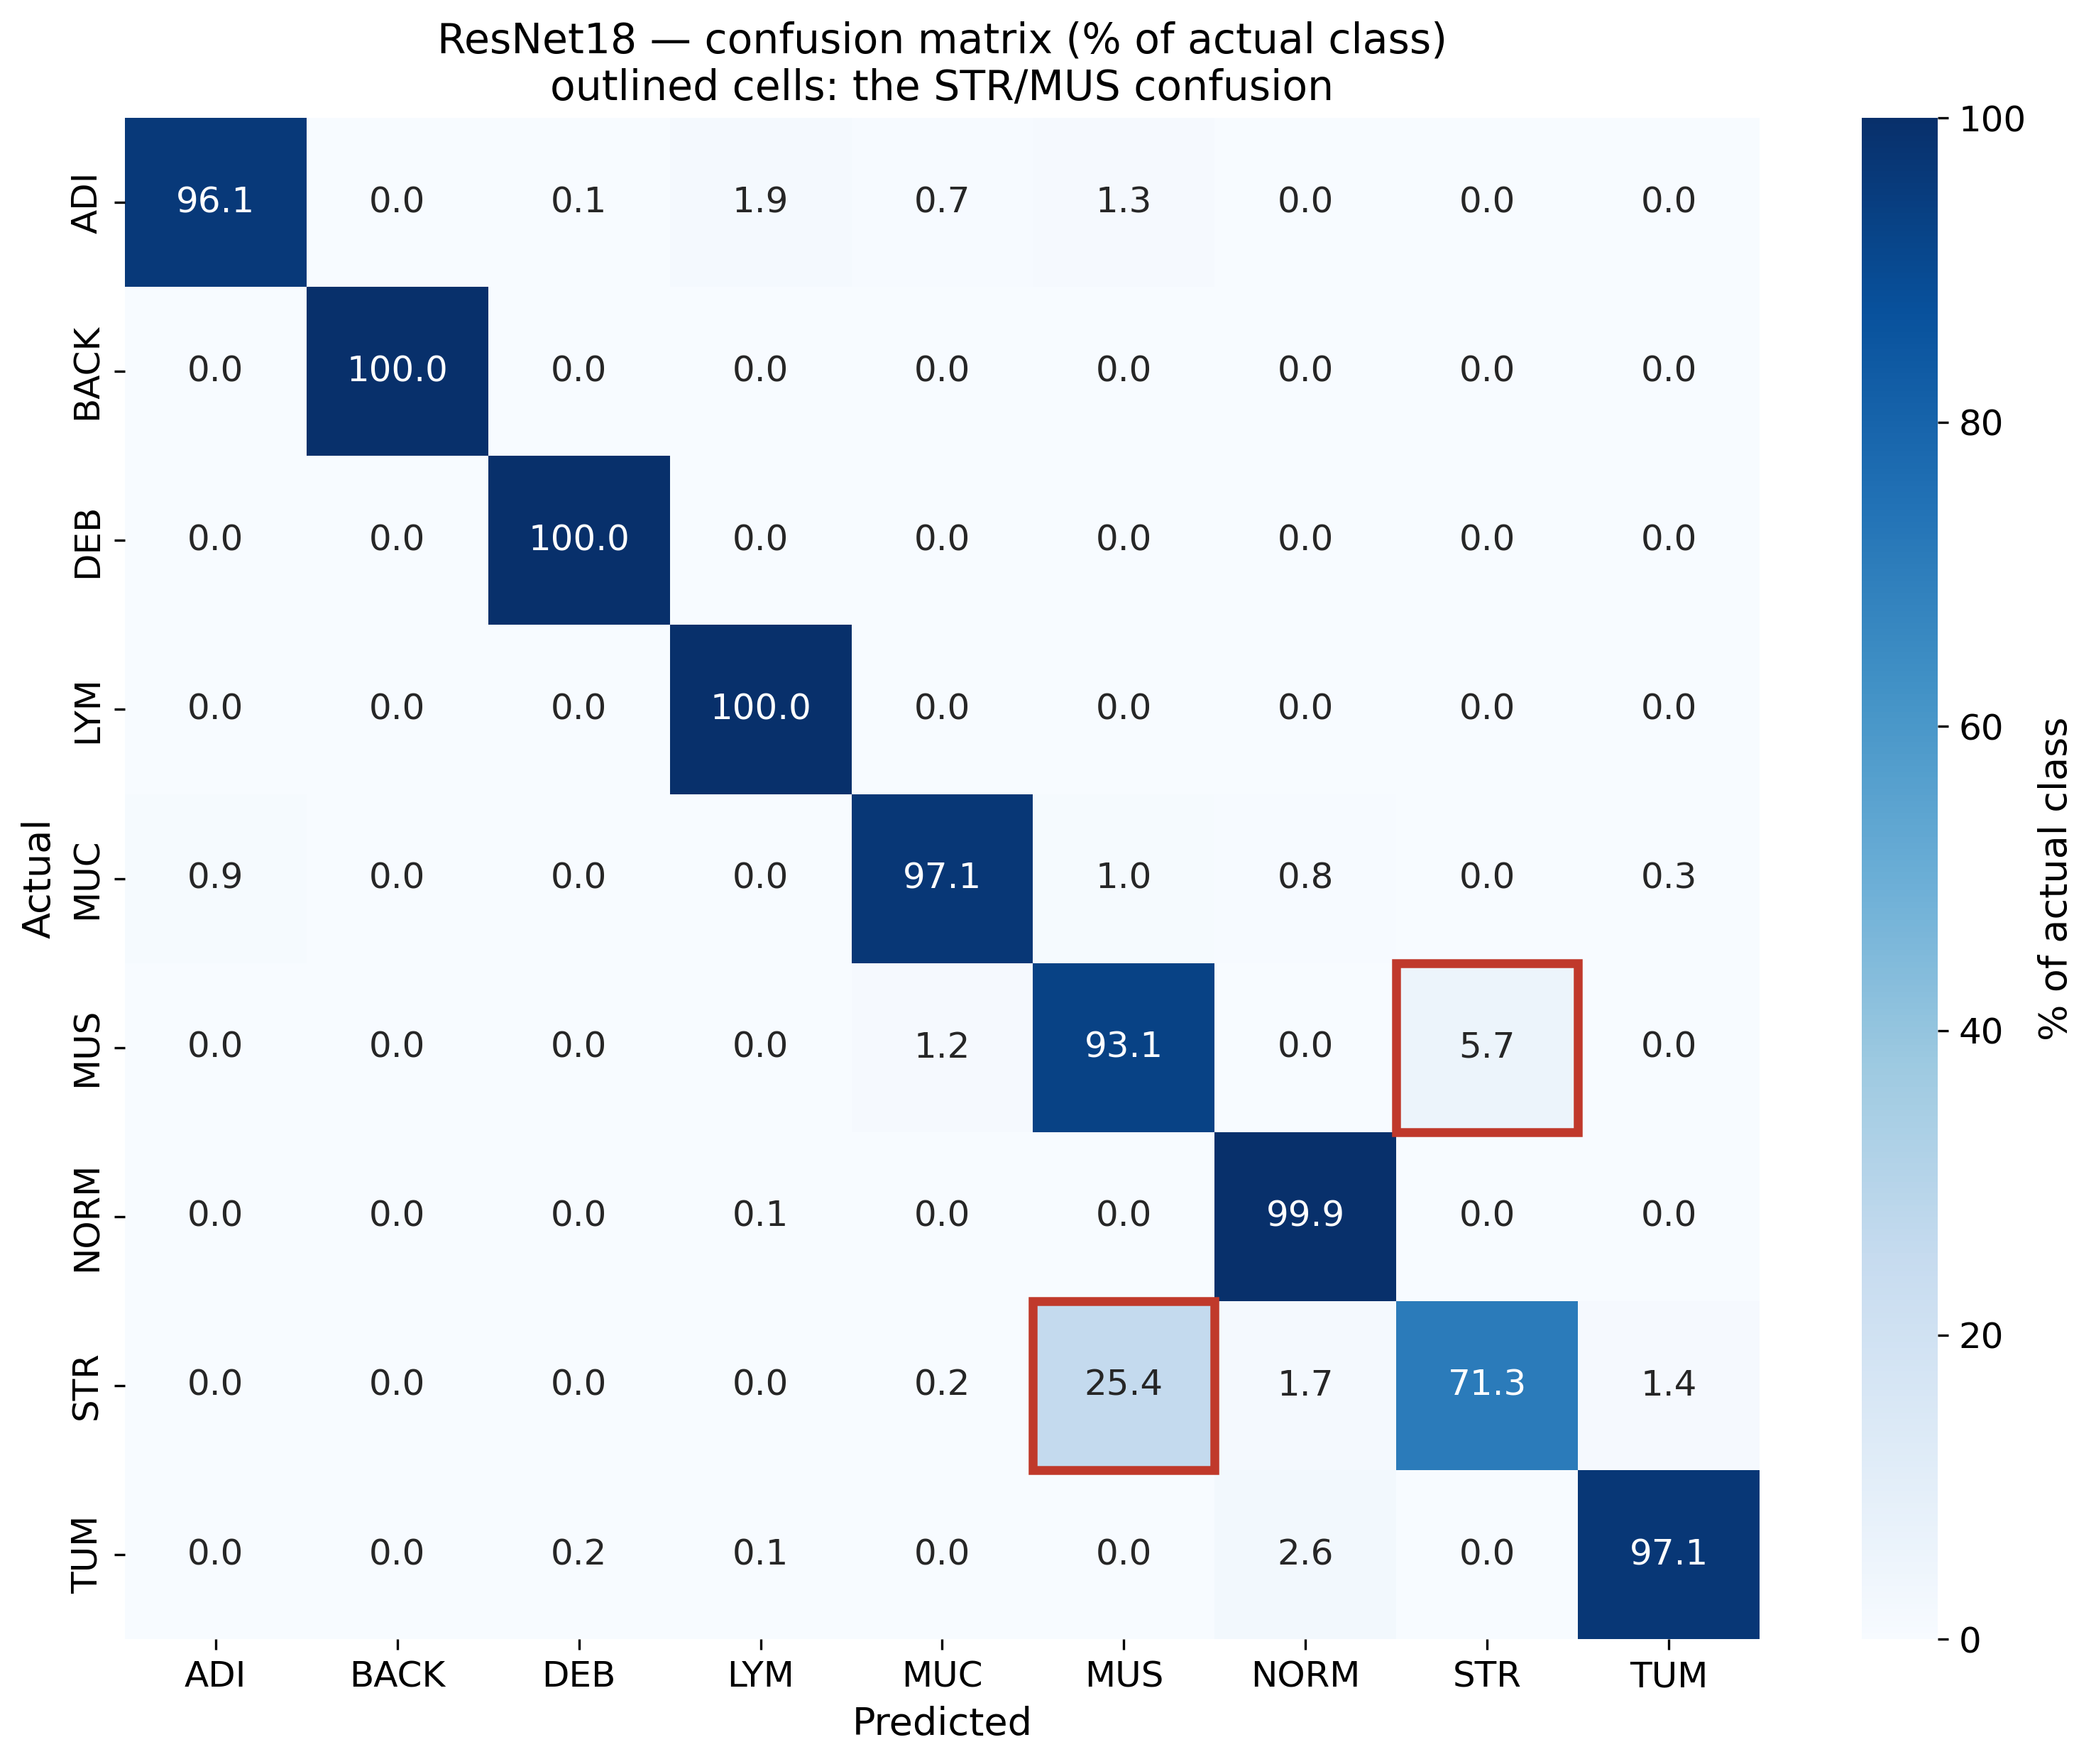 ResNet18 — confusion matrix (% of actual class)
outlined cells: the STR/MUS confusion
ADI 96.1 0.0 0.1 1.9 0.7 1.3 0.0 0.0 0.0
BACK 0.0 100.0 0.0 0.0 0.0 0.0 0.0 0.0 0.0
DEB 0.0 0.0 100.0 0.0 0.0 0.0 0.0 0.0 0.0
LYM 0.0 0.0 0.0 100.0 0.0 0.0 0.0 0.0 0.0
MUC 0.9 0.0 0.0 0.0 97.1 1.0 0.8 0.0 0.3
MUS 0.0 0.0 0.0 0.0 1.2 93.1 0.0 5.7 0.0
NORM 0.0 0.0 0.0 0.1 0.0 0.0 99.9 0.0 0.0
STR 0.0 0.0 0.0 0.0 0.2 25.4 1.7 71.3 1.4
TUM 0.0 0.0 0.2 0.1 0.0 0.0 2.6 0.0 97.1
Actual
ADI BACK DEB LYM MUC MUS NORM STR TUM
Predicted
100
80
60
40
20
0
% of actual class